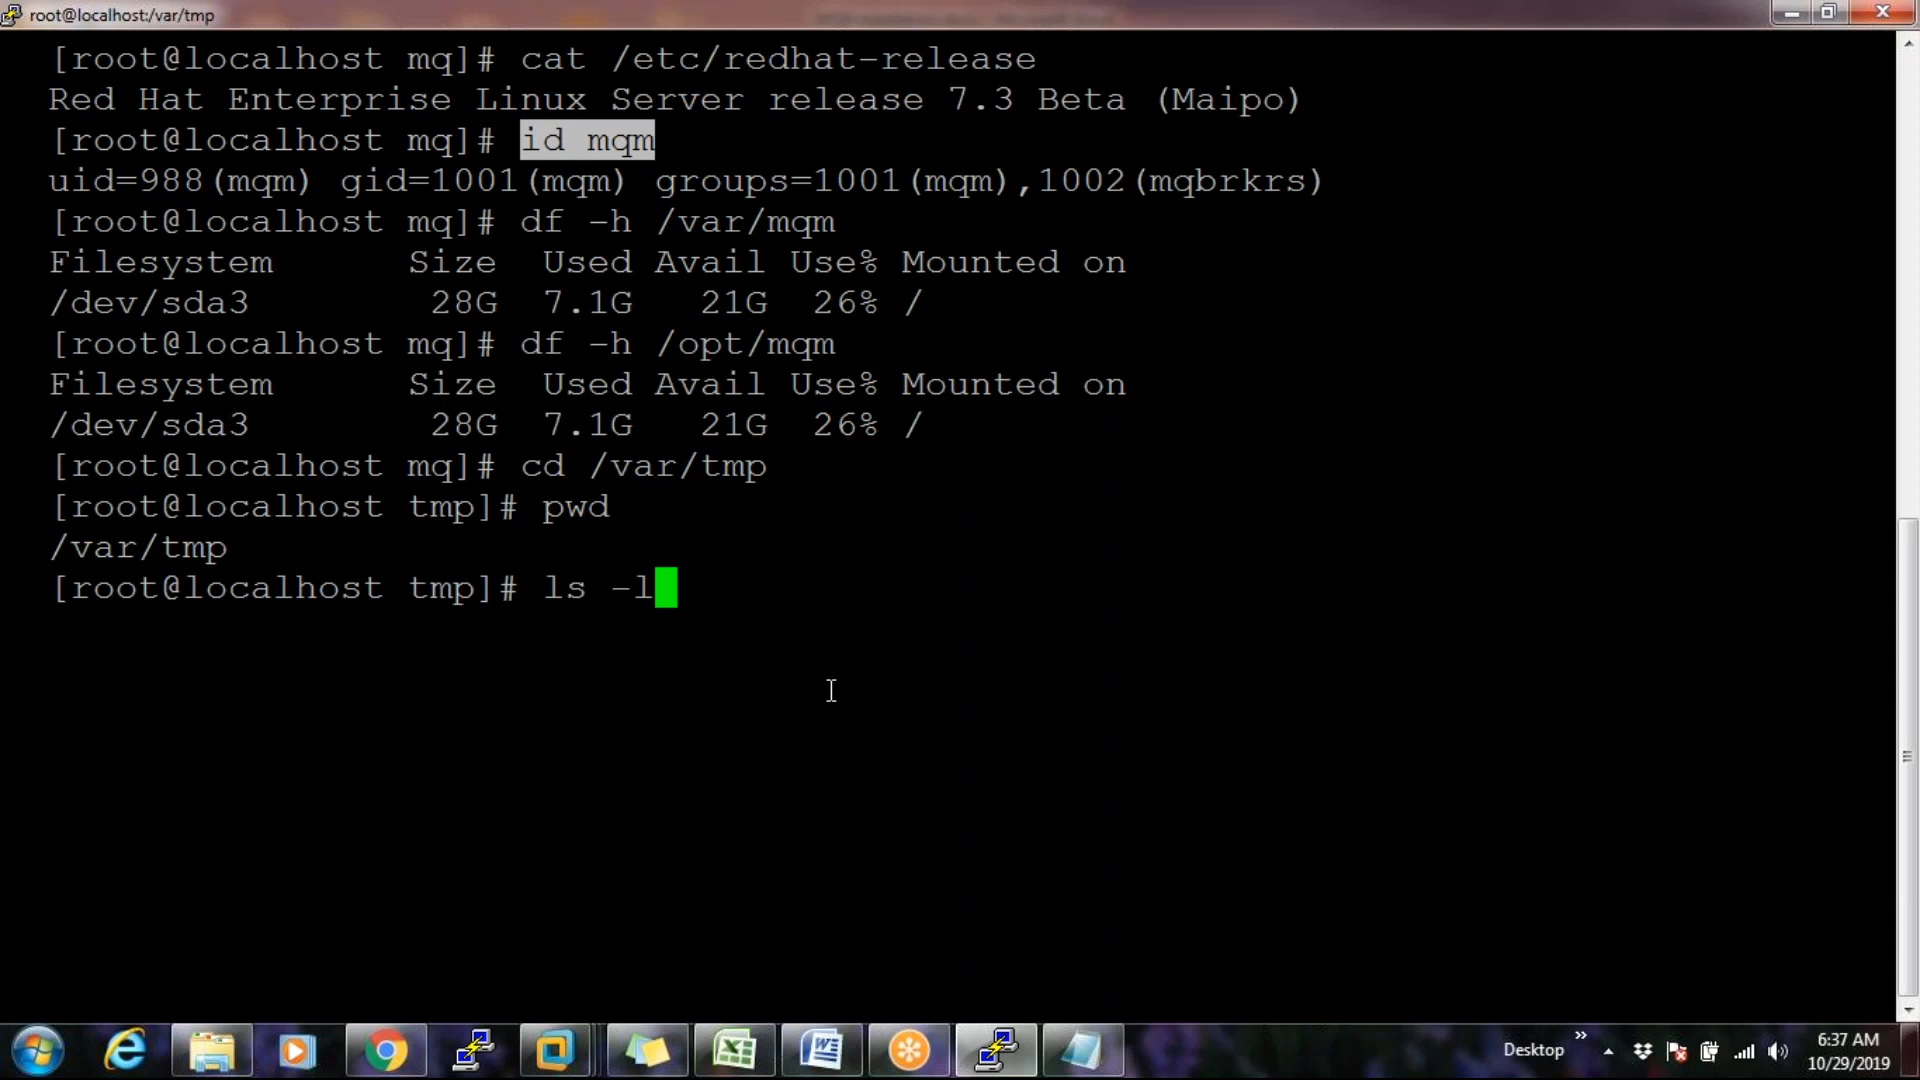 root@localhost:/var/tmp
[root@localhost mq]# cat /etc/redhat-release
Red Hat Enterprise Linux Server release 7.3 Beta (Maipo)
[root@localhost mq]# id mqm
uid=988(mqm) gid=1001(mqm) groups=1001(mqm),1002(mqbrkrs)
[root@localhost mq]# df -h /var/mqm
Filesystem      Size  Used Avail Use% Mounted on
/dev/sda3        28G  7.1G   21G  26% /
[root@localhost mq]# df -h /opt/mqm
Filesystem      Size  Used Avail Use% Mounted on
/dev/sda3        28G  7.1G   21G  26% /
[root@localhost mq]# cd /var/tmp
[root@localhost tmp]# pwd
/var/tmp
[root@localhost tmp]# ls -l
Desktop
6:37 AM
10/29/2019